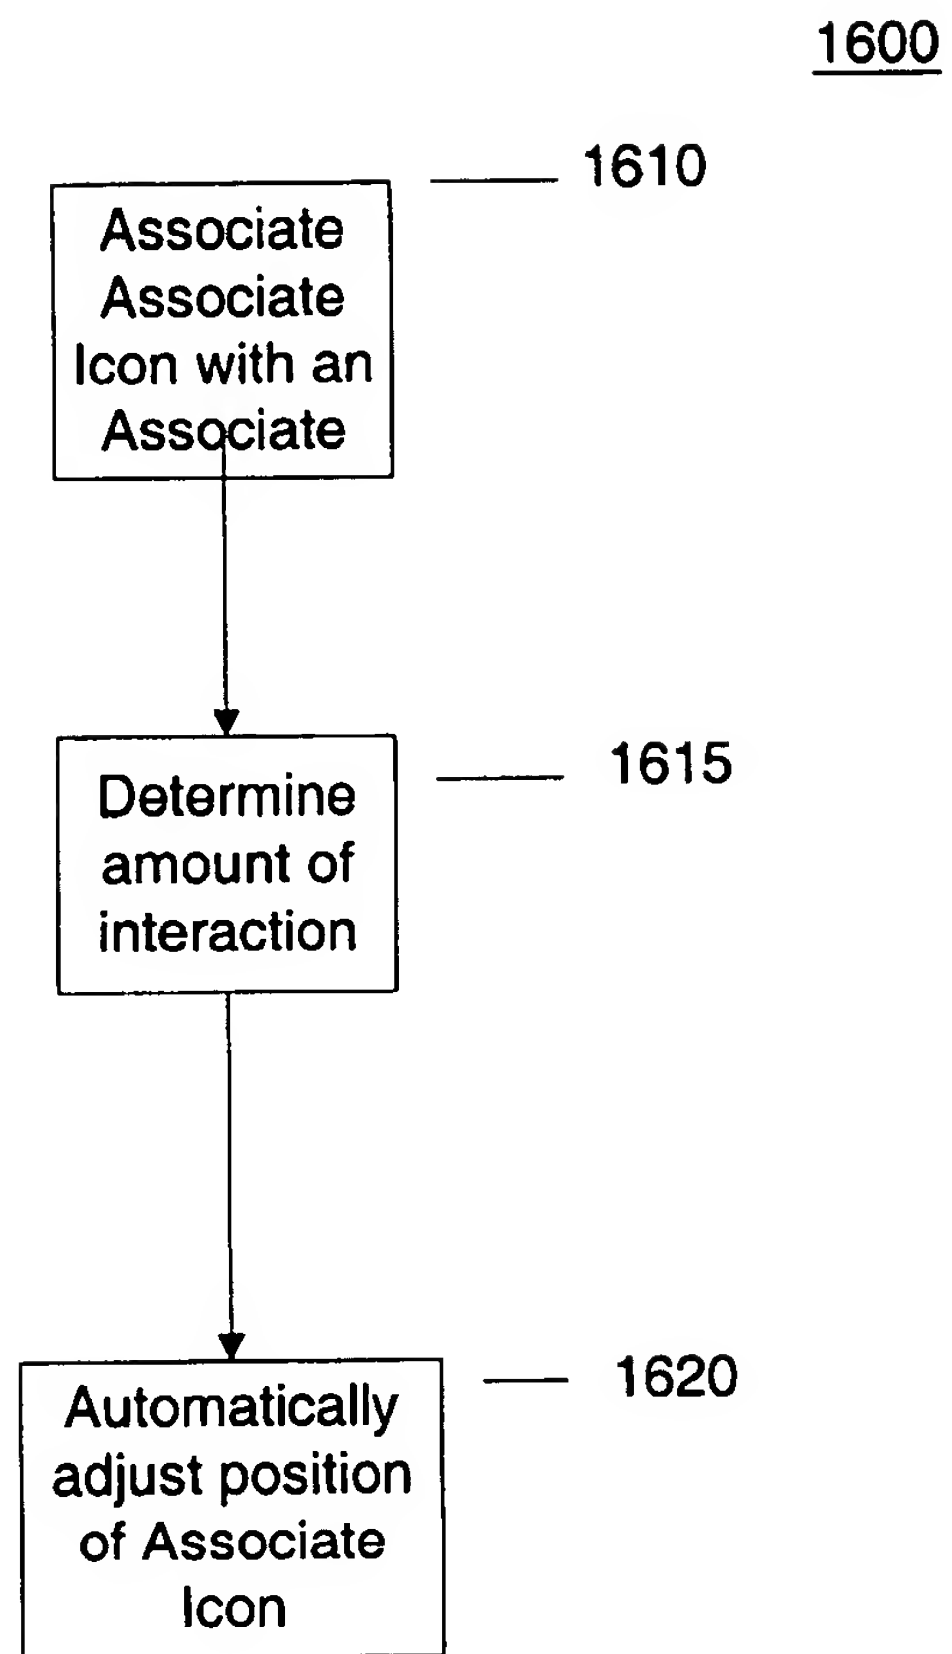 1600
1610
Associate
Associate
Icon with an
Associate
1615
Determine
amount of
interaction
1620
Automatically
adjust position
of Associate
Icon